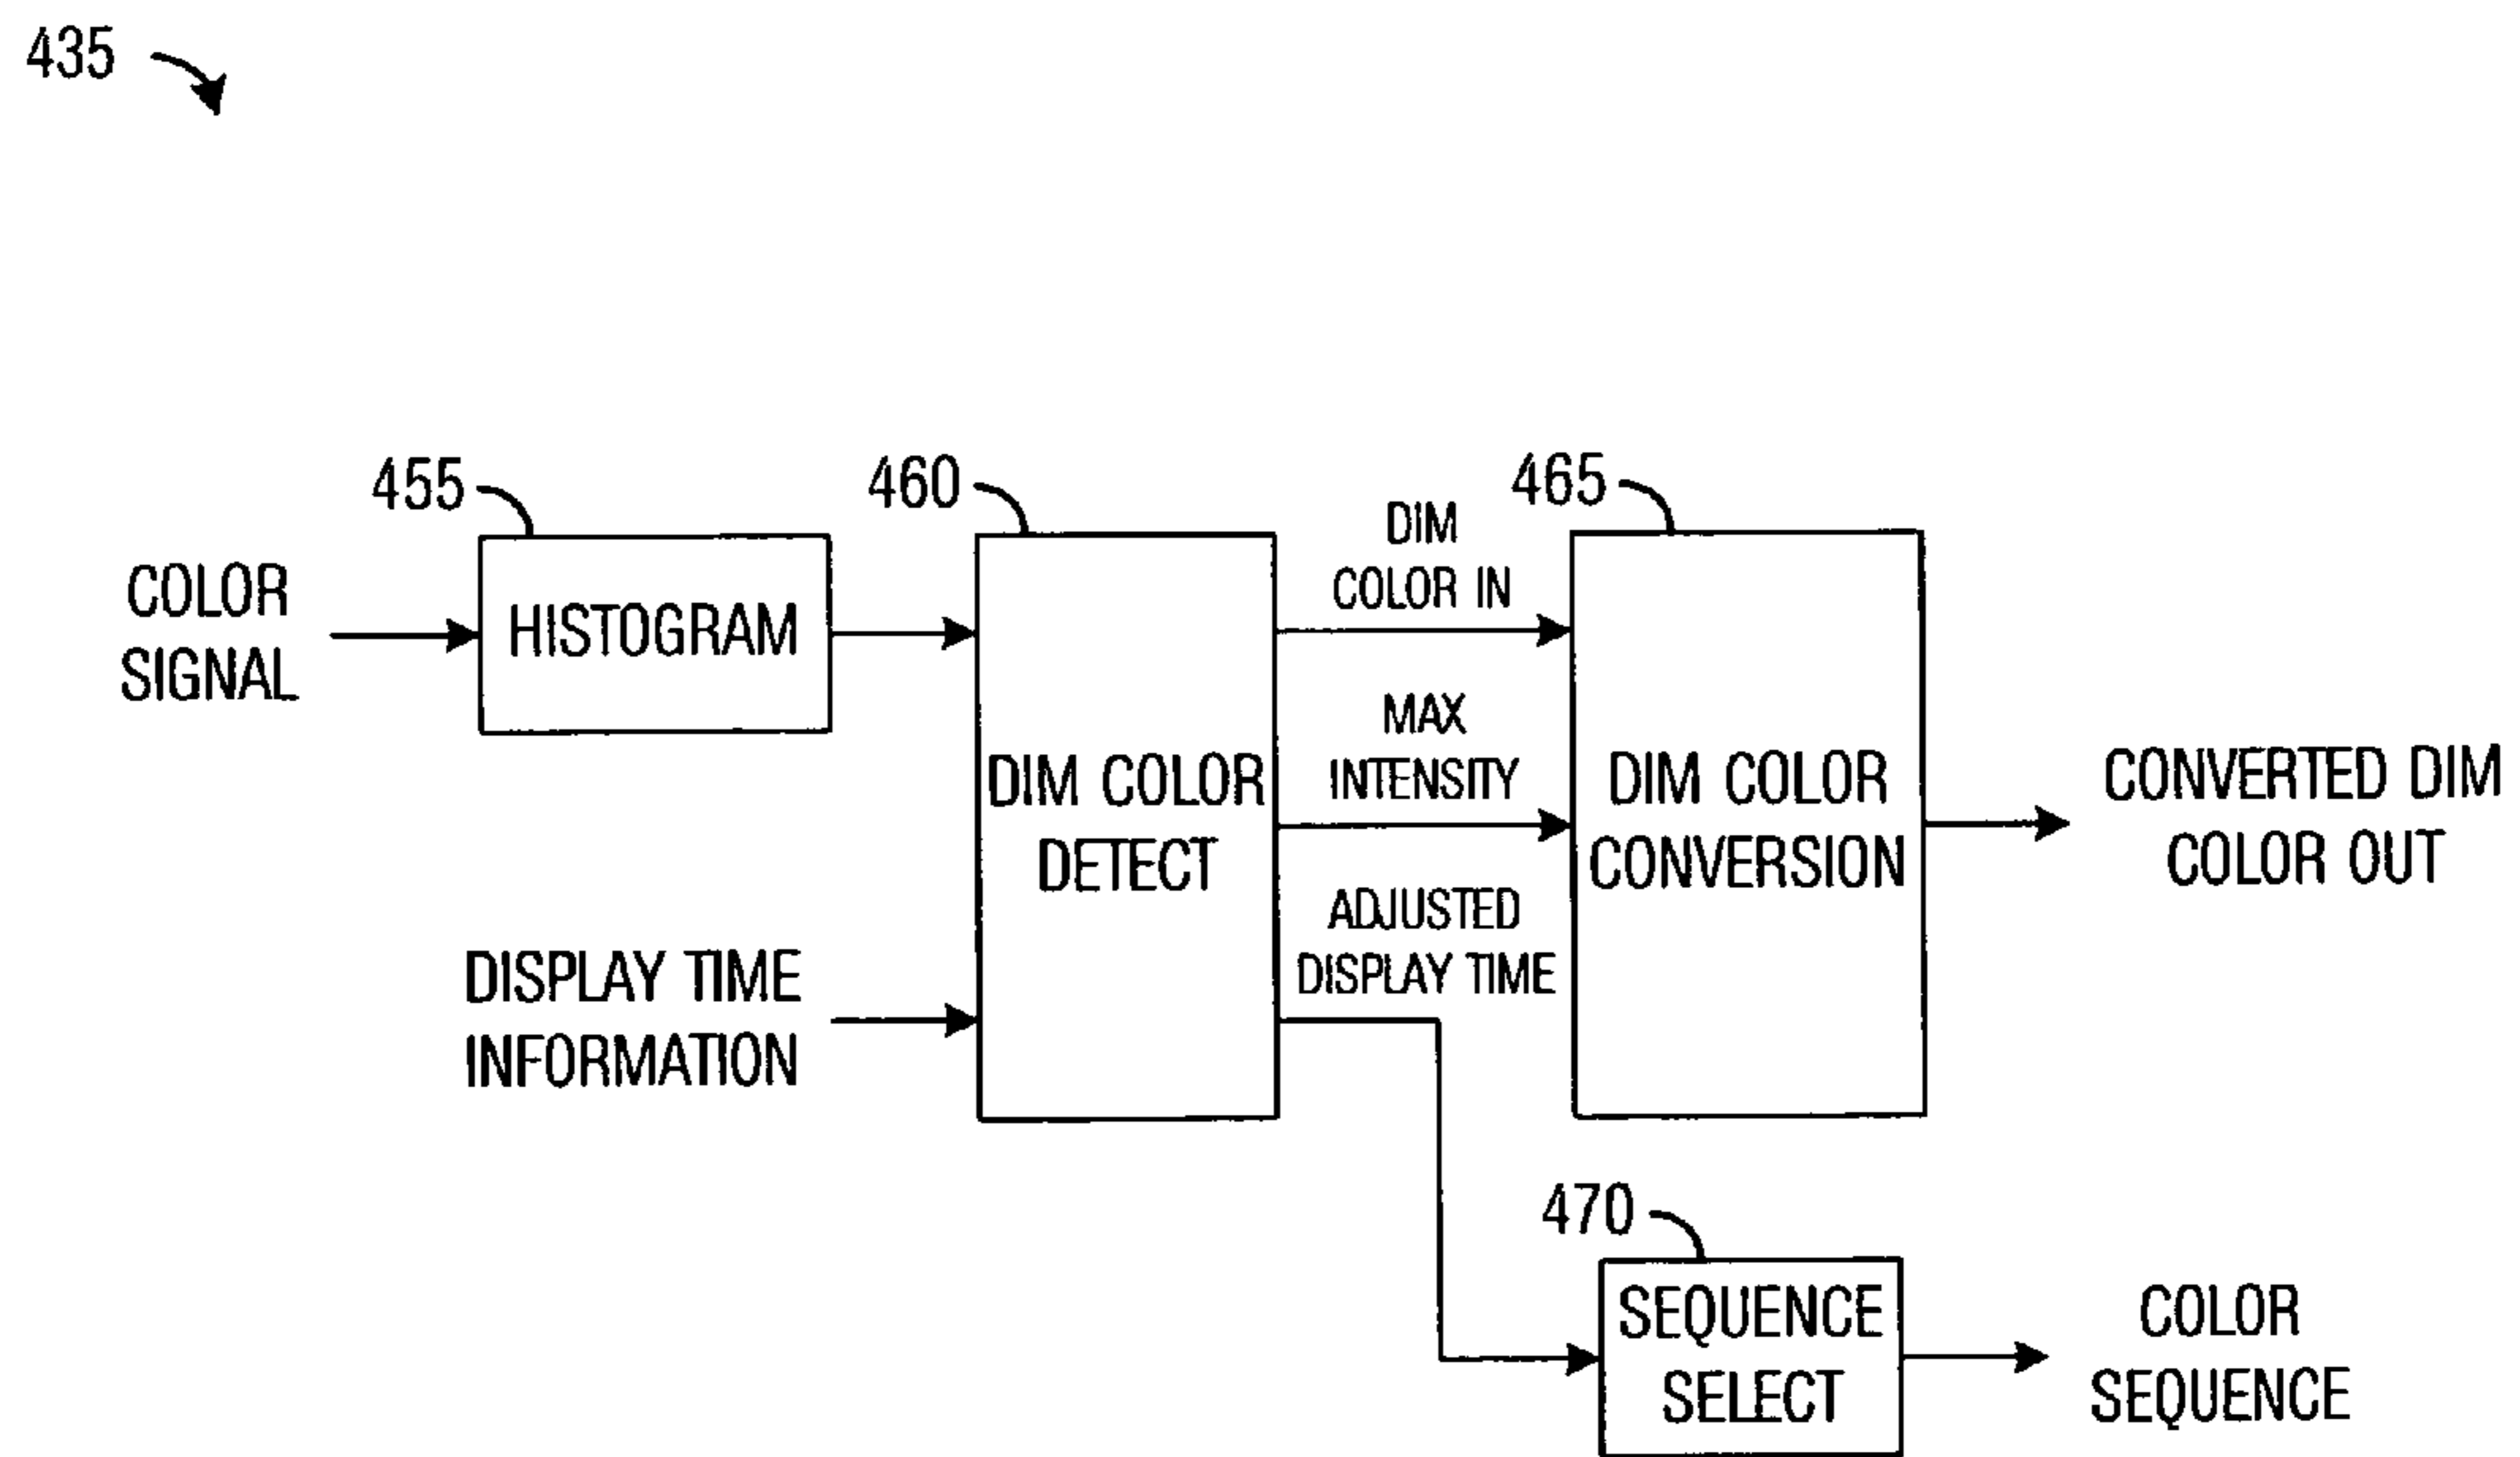 435
455
460
465
DIM
COLOR IN
COLOR
SIGNAL
HISTOGRAM
MAX
INTENSITY
DIM COLOR
DETECT
DIM COLOR
CONVERSION
CONVERTED DIM
COLOR OUT
ADJUSTED
DISPLAY TIME
DISPLAY TIME
INFORMATION
470
SEQUENCE
SELECT
COLOR
SEQUENCE